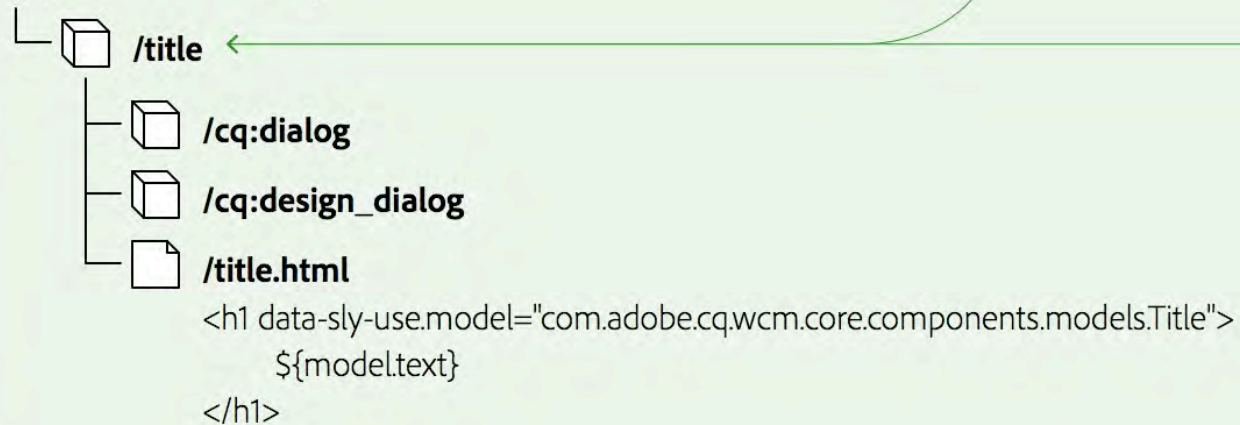 /title
/cq:dialog
/cq:design_dialog
/title.html
<h1 data-sly-use.model="com.adobe.cq.wcm.core.components.models.Title">
${model.text}
</h1>